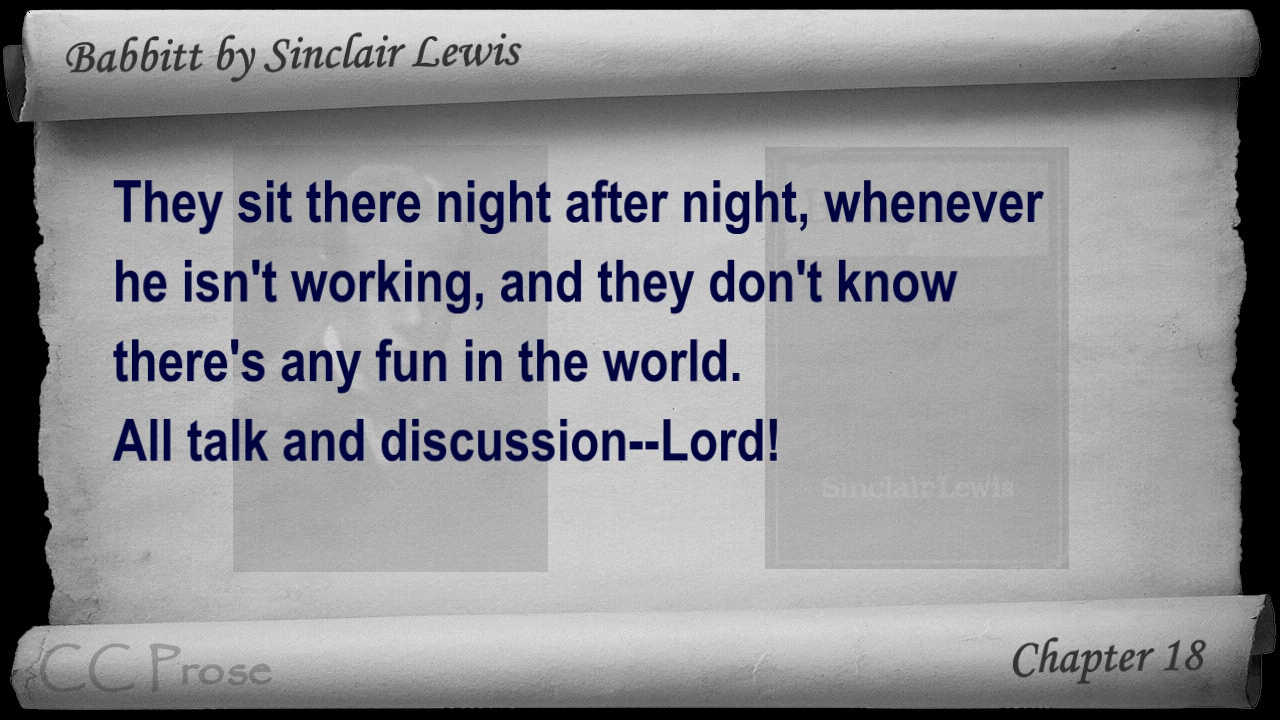 Babbitt by Sinclair Lewis
They sit there night after night, whenever
he isn't working, and they don't know
there's any fun in the world.
All talk and discussion--Lord!
Sinclair Lewis
CC Prose
Chapter 18